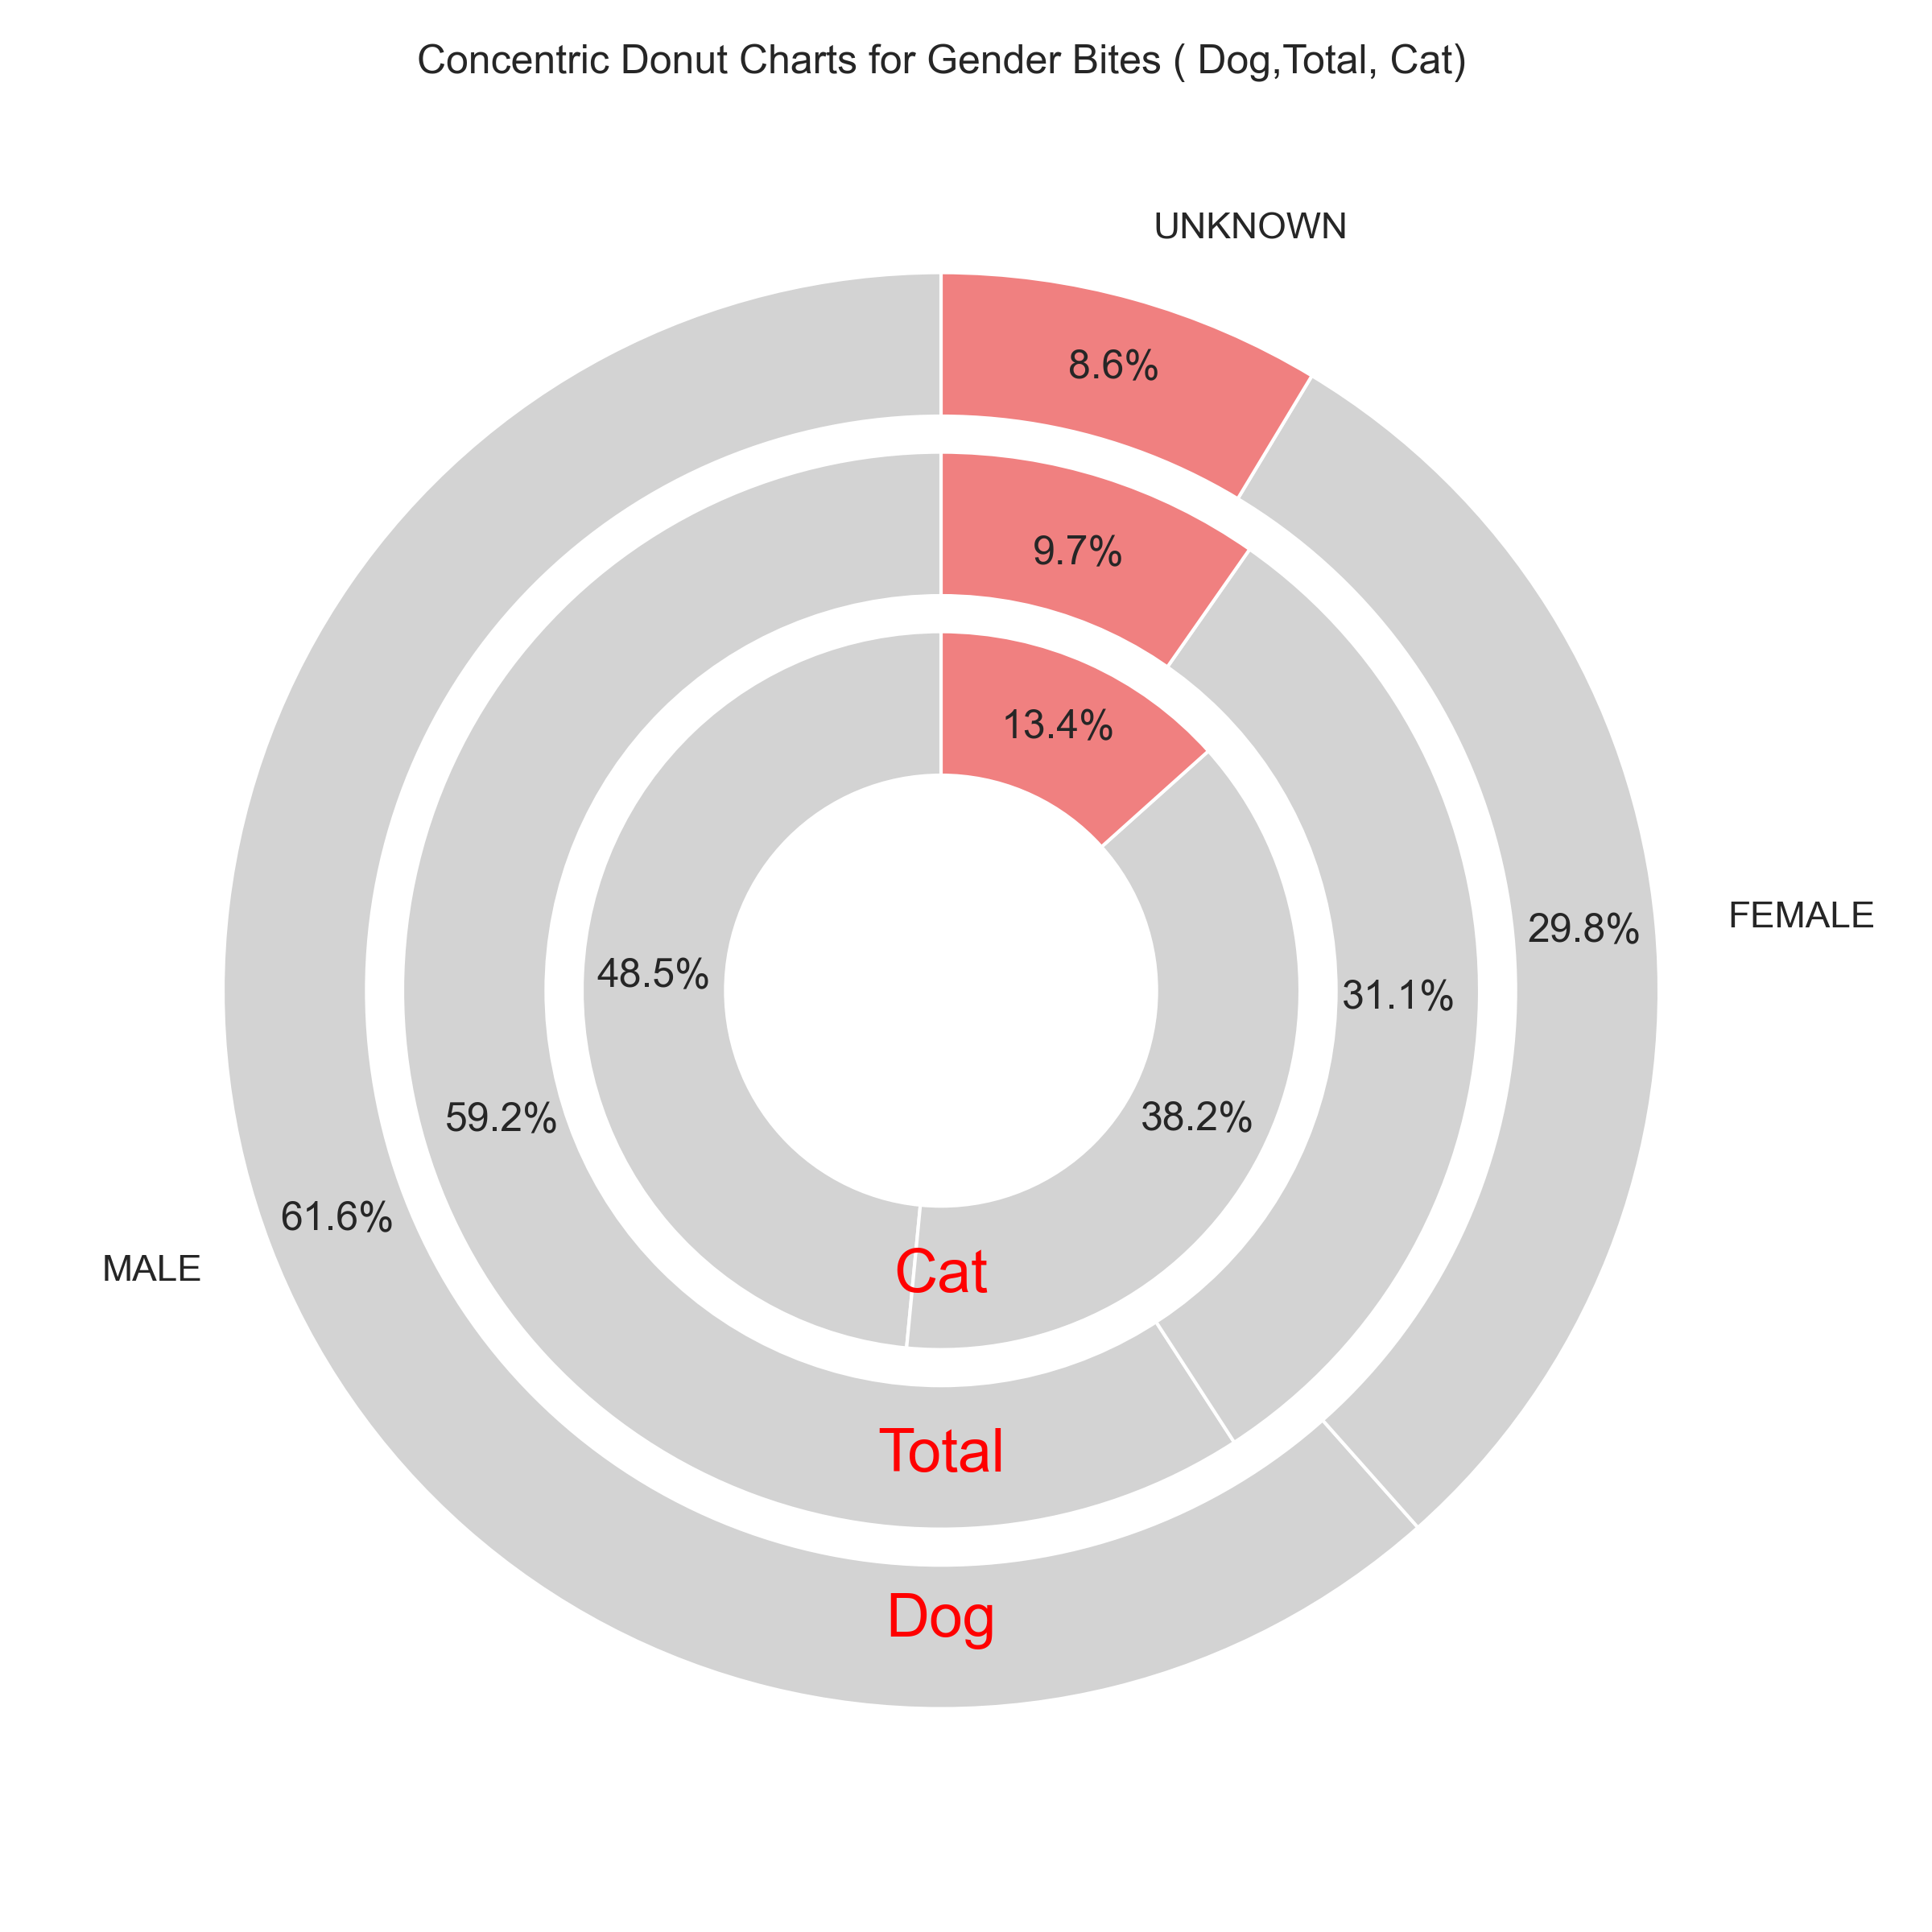 Concentric Donut Charts for Gender Bites ( Dog,Total, Cat)
UNKNOWN
8.6%
9.7%
13.4%
FEMALE
29.8%
48.5%
31.1%
59.2%
38.2%
61.6%
MALE
Cat
Total
Dog